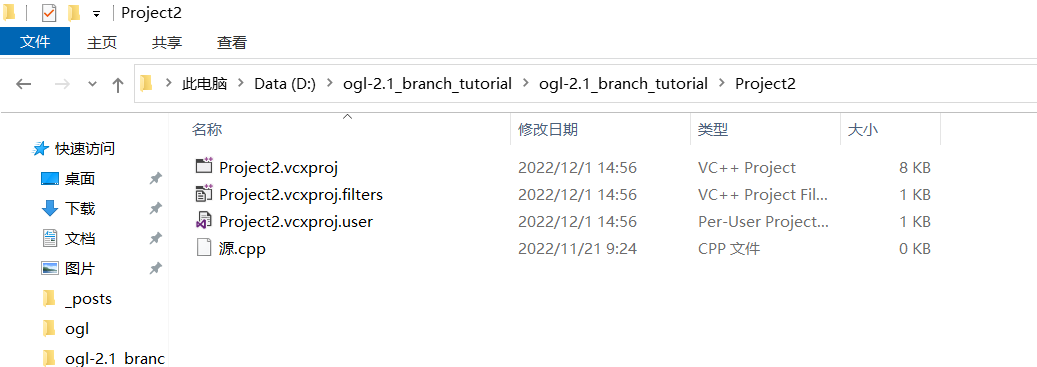 Project2
文件 主页 共享 查看
此电脑 Data (D:) ogl-2.1_branch_tutorial ogl-2.1_branch_tutorial Project2
名称 修改日期 类型 大小
快速访问
桌面
下载
文档
图片
_posts
ogl
ogl-2.1_branc
Project2.vcxproj 2022/12/1 14:56 VC++ Project 8 KB
Project2.vcxproj.filters 2022/12/1 14:56 VC++ Project Fil... 1 KB
Project2.vcxproj.user 2022/12/1 14:56 Per-User Project... 1 KB
源.cpp 2022/11/21 9:24 CPP 文件 0 KB